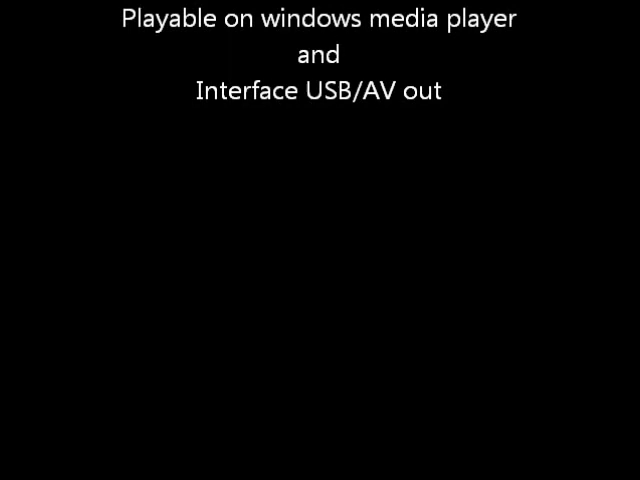 Playable on windows media player
and
Interface USB/AV out